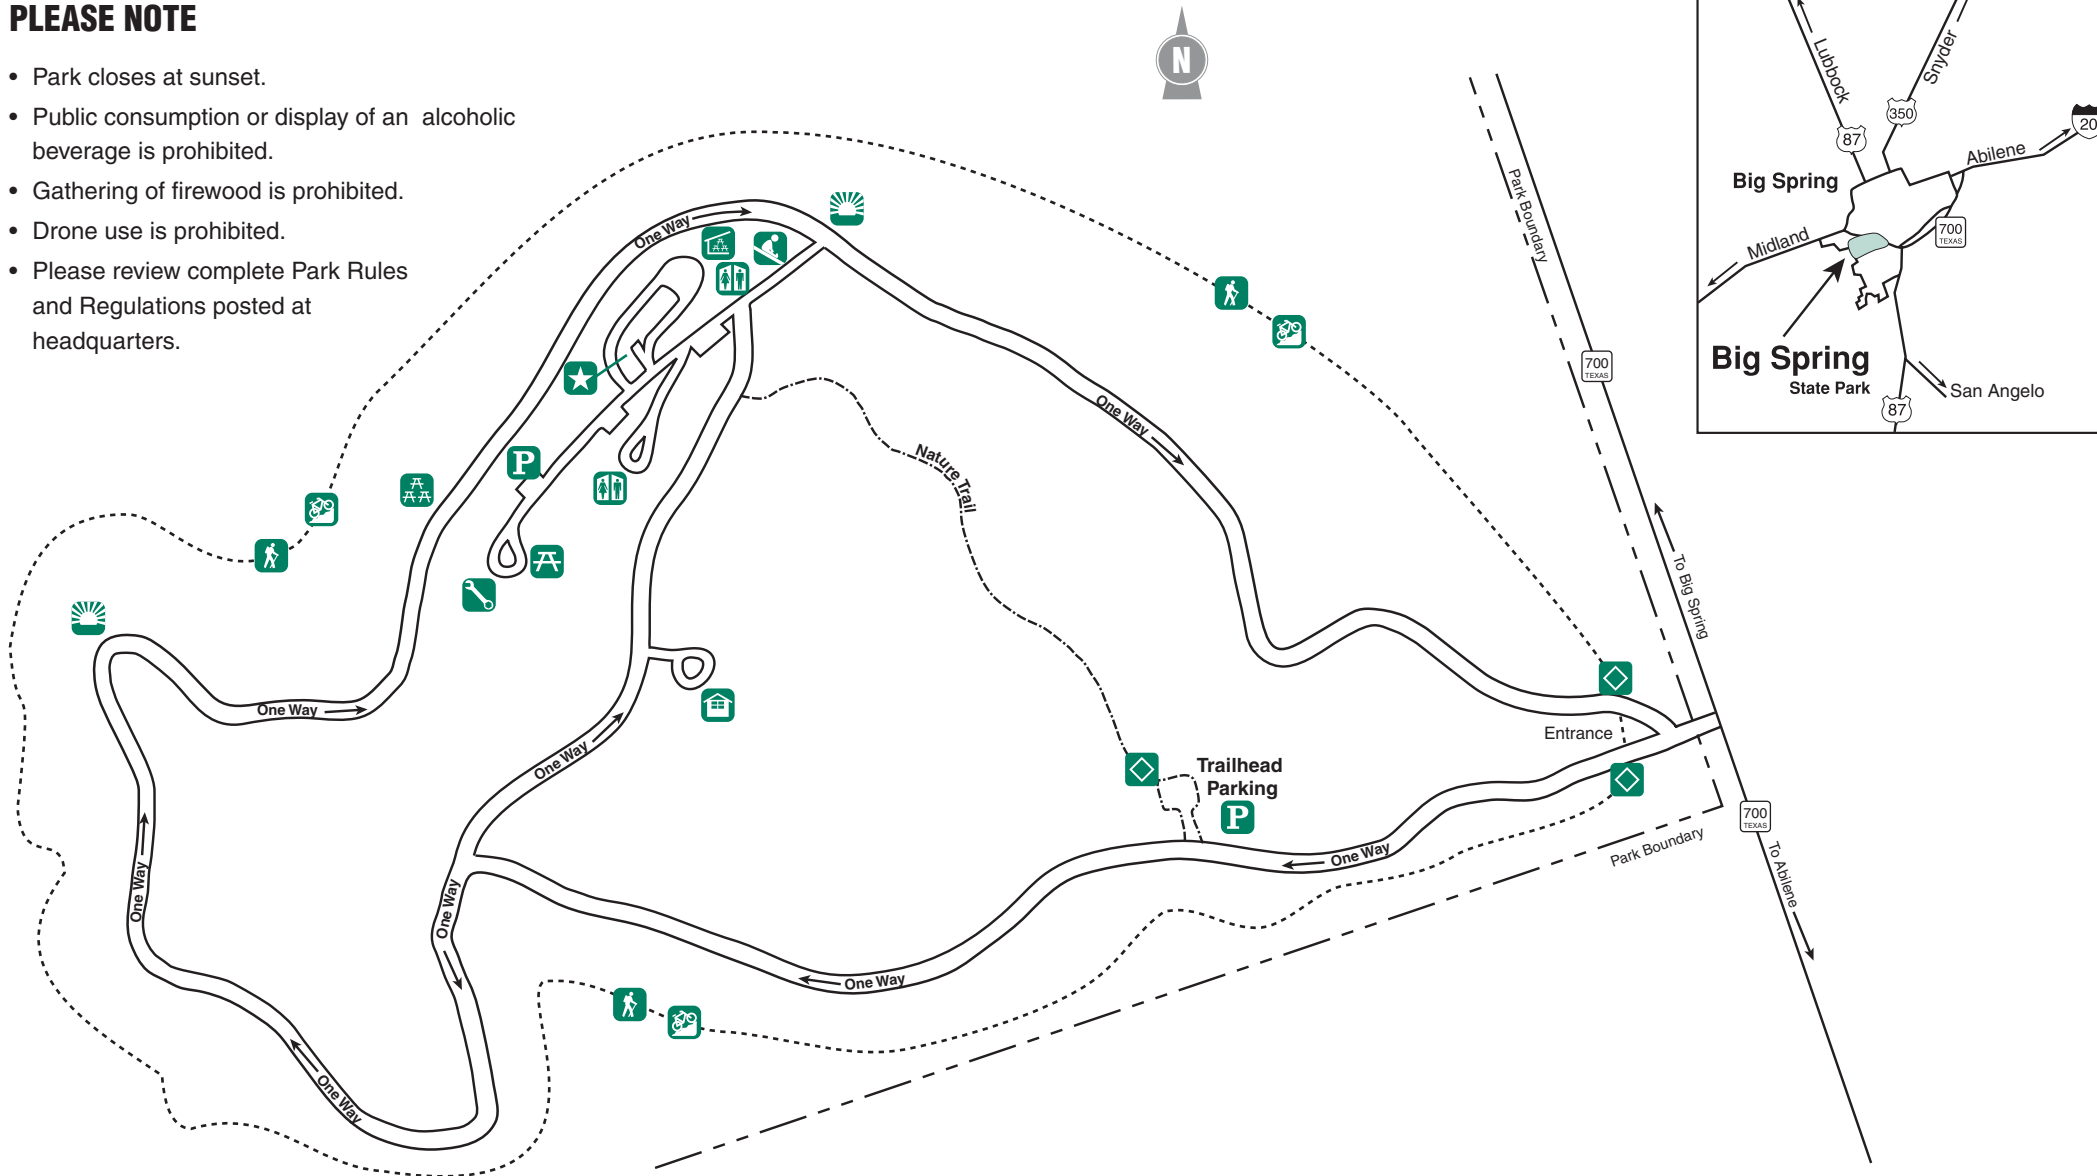 PLEASE NOTE
• Park closes at sunset.
• Public consumption or display of an alcoholic
beverage is prohibited.
• Gathering of firewood is prohibited.
• Drone use is prohibited.
• Please review complete Park Rules
and Regulations posted at
headquarters.
N
Lubbock
Snyder
350
87
20
Abilene
Big Spring
700
TEXAS
Midland
Big Spring
State Park
San Angelo
87
One Way
Park Boundary
700
TEXAS
One Way
P
Nature Trail
To Big Spring
One Way
One Way
Entrance
Trailhead
Parking
P
700
TEXAS
One Way
Park Boundary
To Abilene
One Way
One Way
One Way
One Way